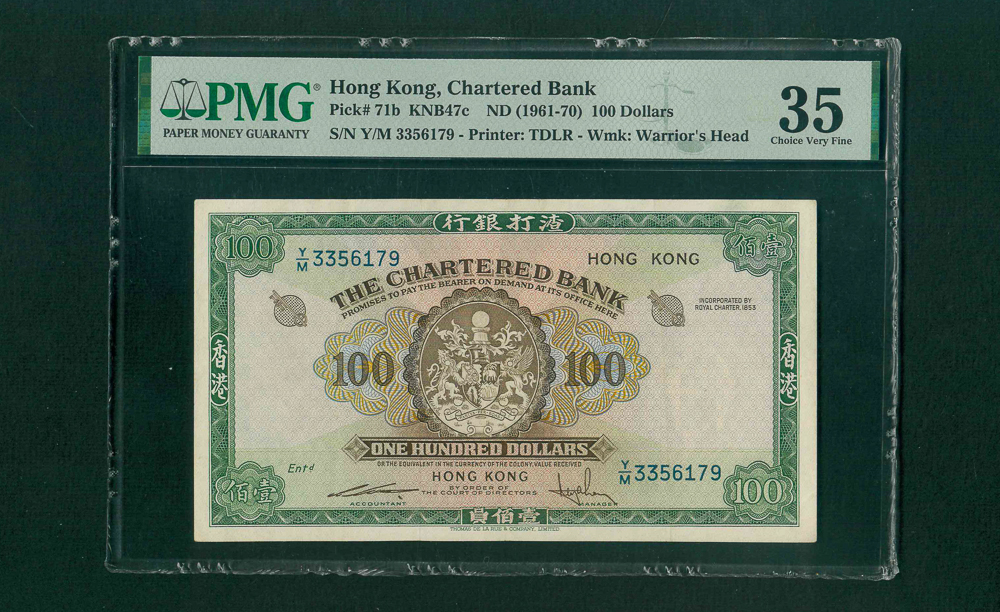 PMG®
PAPER MONEY GUARANTY
Hong Kong, Chartered Bank
Pick# 71b KNB47c ND (1961-70) 100 Dollars
S/N Y/M 3356179 - Printer: TDLR - Wmk: Warrior's Head
35
Choice Very Fine
行銀打渣
100
Y/M 3356179
HONG KONG
佰壹
THE CHARTERED BANK
PROMISES TO PAY THE BEARER ON DEMAND AT ITS OFFICE HERE
INCORPORATED BY
ROYAL CHARTER, 1853
香港
100
100
香港
ONE HUNDRED DOLLARS
OR THE EQUIVALENT IN THE CURRENCY OF THE COLONY, VALUE RECEIVED
Entd
HONG KONG
Y/M 3356179
BY ORDER OF
THE COURT OF DIRECTORS
佰壹
ACCOUNTANT
MANAGER
100
員佰壹
THOMAS DE LA RUE & COMPANY, LIMITED